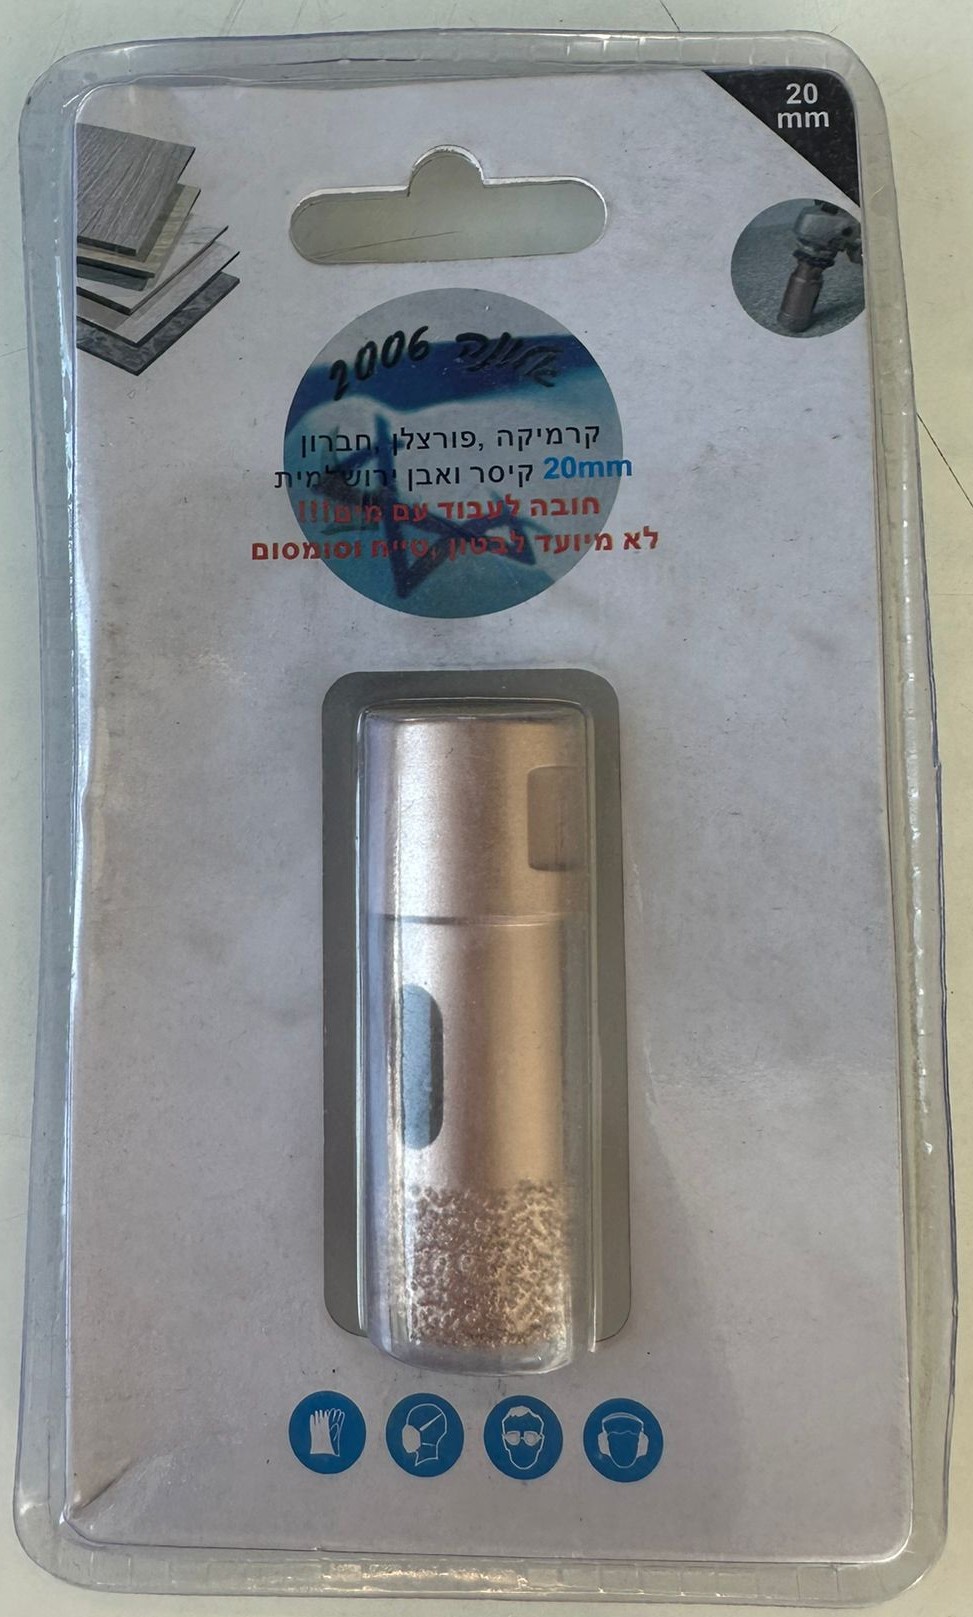 20
mm
אלוניה 2006
קרמיקה ,פורצלן ,חברון
20mm קיסר ואבן ירושלמית
חובה לעבוד עם מים!!!
לא מיועד לבטון ,טייח וסומסום